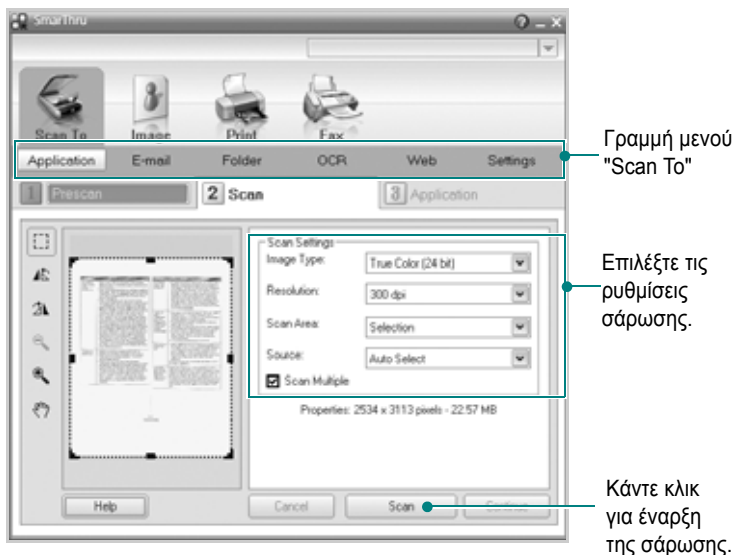 SmarThru
Scan To Image Print Fax
Application E-mail Folder OCR Web Settings
1 Prescan 2 Scan 3 Application
Scan Settings
Image Type: True Color (24 bit)
Resolution: 300 dpi
Scan Area: Selection
Source: Auto Select
Scan Multiple
Properties: 2534 x 3113 pixels - 22.57 MB
Help Cancel Scan Continue
Γραμμή μενού
"Scan To"
Επιλέξτε τις
ρυθμίσεις
σάρωσης.
Κάντε κλικ
για έναρξη
της σάρωσης.